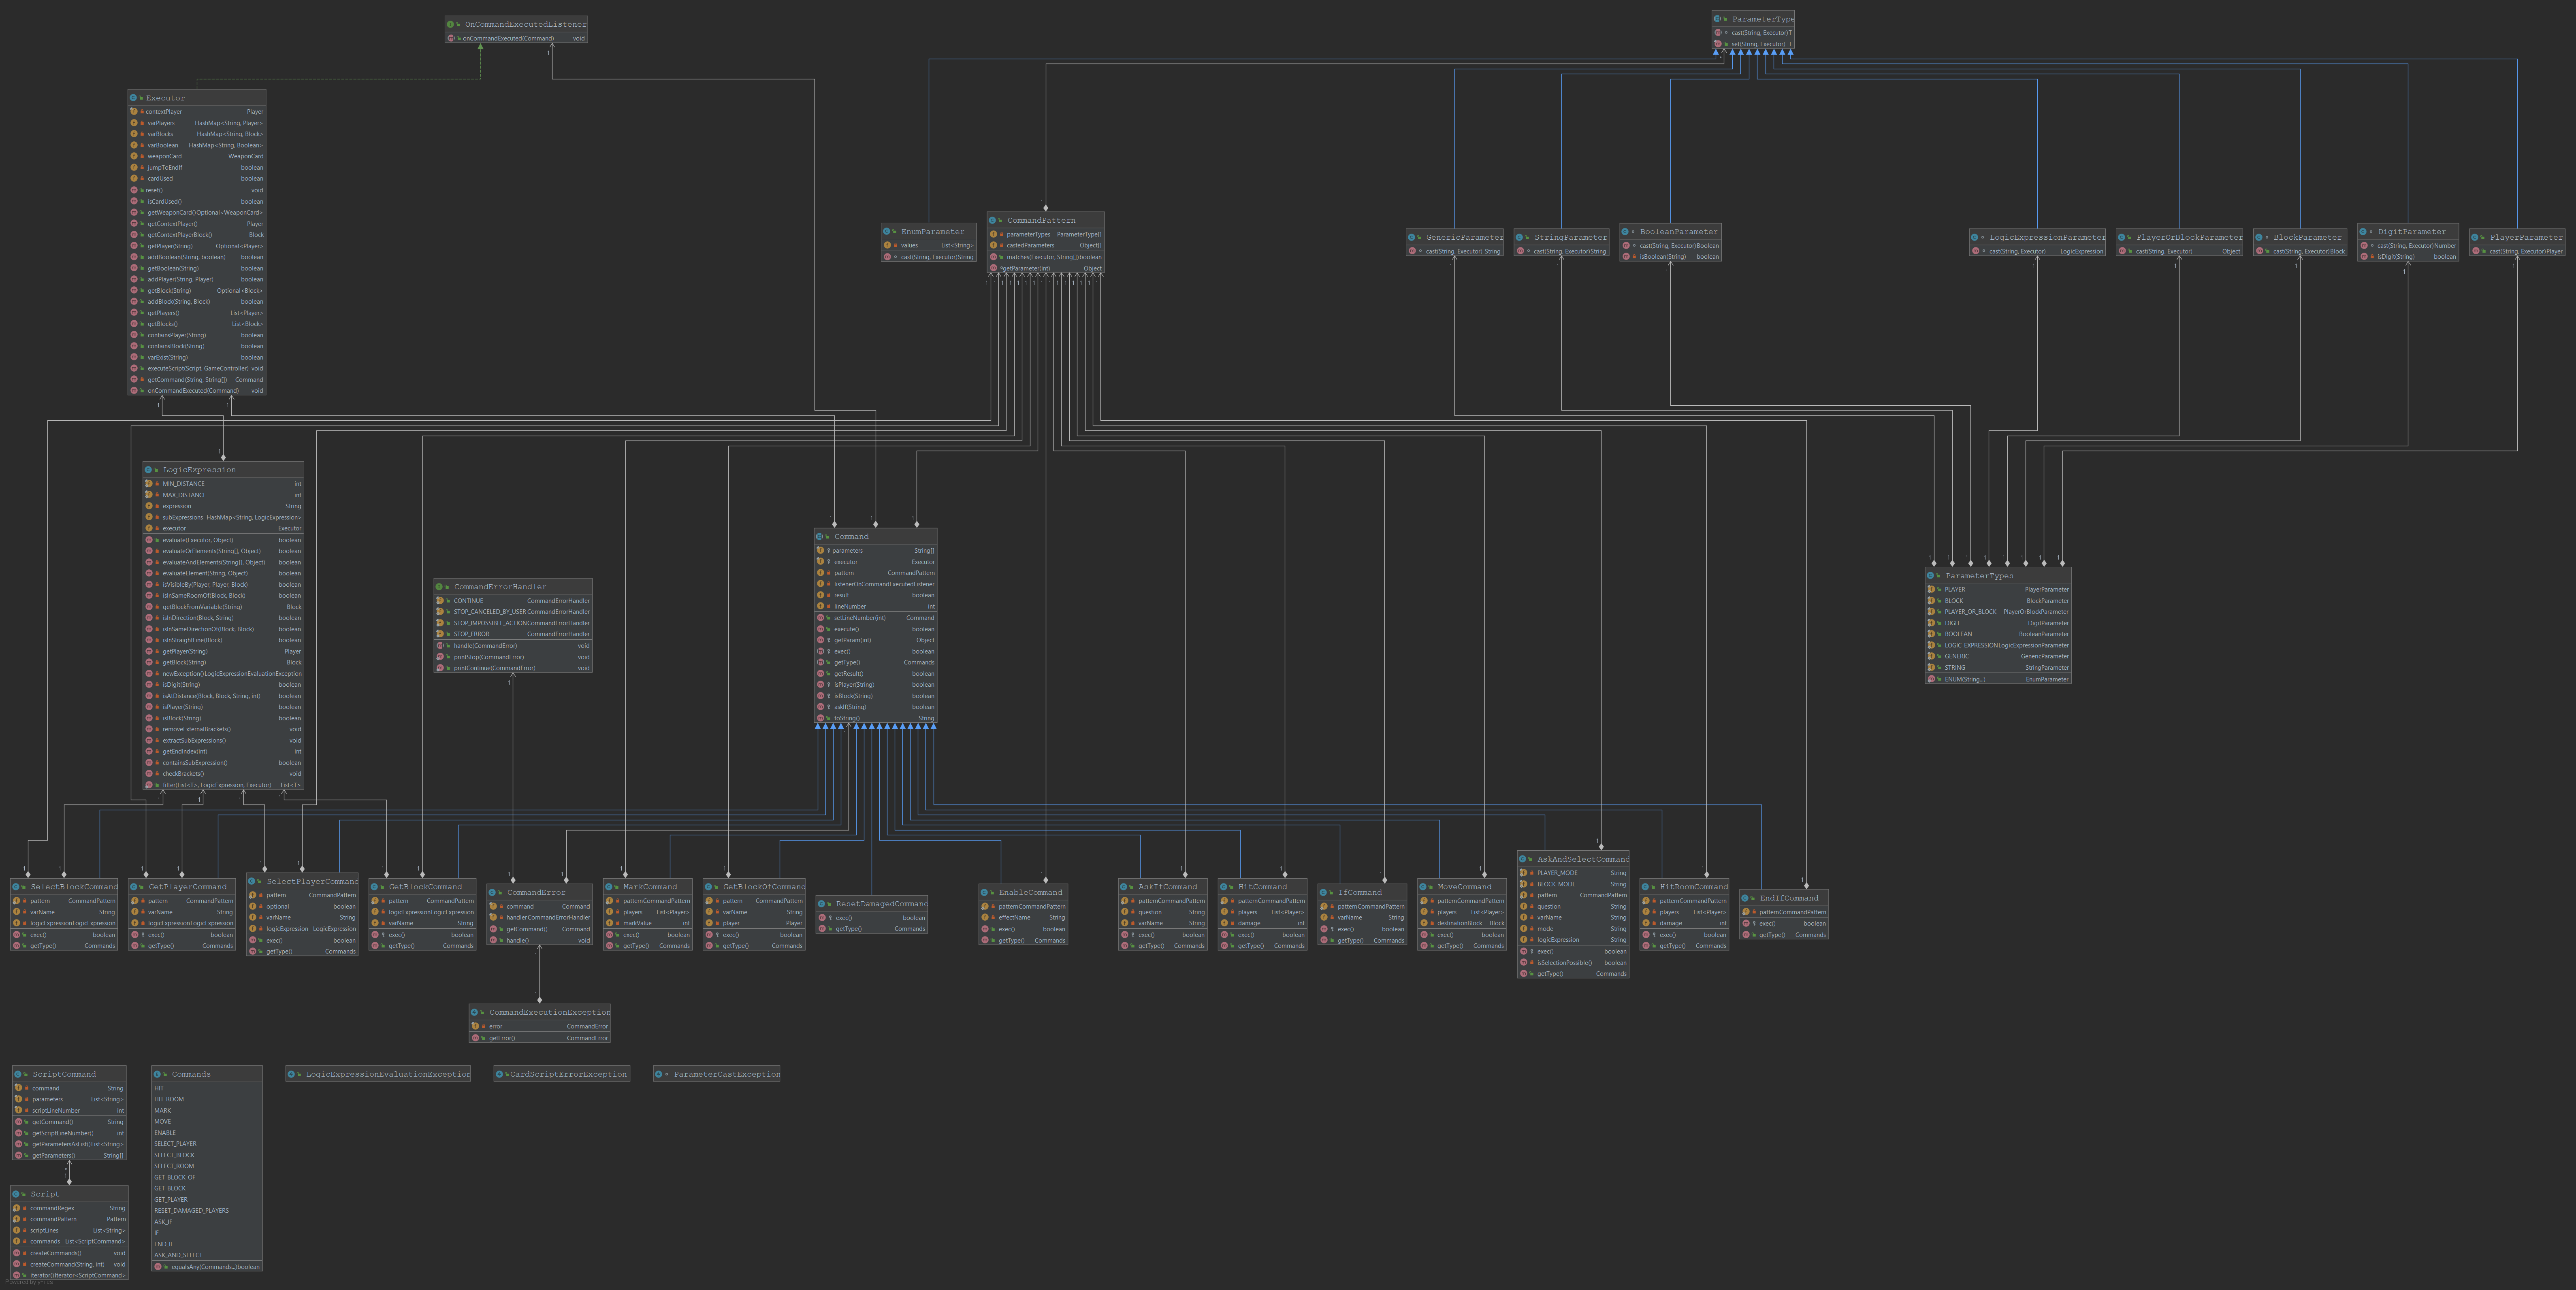 OnCommandExecutedListener
onCommandExecuted(Command) void
ParameterType
cast(String, Executor) T
set(String, Executor) T
Executor
contextPlayer Player
varPlayers HashMap<String, Player>
varBlocks HashMap<String, Block>
varBoolean HashMap<String, Boolean>
weaponCard WeaponCard
jumpToEndIf boolean
cardUsed boolean
reset() void
isCardUsed() boolean
getWeaponCard() Optional<WeaponCard>
getContextPlayer() Player
getContextPlayerBlock() Block
getPlayer(String) Optional<Player>
addBoolean(String, boolean) boolean
getBoolean(String) boolean
addPlayer(String, Player) boolean
getBlock(String) Optional<Block>
addBlock(String, Block) boolean
getPlayers() List<Player>
getBlocks() List<Block>
containsPlayer(String) boolean
containsBlock(String) boolean
varExist(String) boolean
executeScript(Script, GameController) void
getCommand(String, String[]) Command
onCommandExecuted(Command) void
EnumParameter
values List<String>
cast(String, Executor) String
CommandPattern
parameterTypes ParameterType[]
castedParameters Object[]
matches(Executor, String[]) boolean
getParameter(int) Object
GenericParameter
cast(String, Executor) String
StringParameter
cast(String, Executor) String
BooleanParameter
cast(String, Executor) Boolean
isBoolean(String) boolean
LogicExpressionParameter
cast(String, Executor) LogicExpression
PlayerOrBlockParameter
cast(String, Executor) Object
BlockParameter
cast(String, Executor) Block
DigitParameter
cast(String, Executor) Number
isDigit(String) boolean
PlayerParameter
cast(String, Executor) Player
LogicExpression
MIN_DISTANCE int
MAX_DISTANCE int
expression String
subExpressions HashMap<String, LogicExpression>
executor Executor
evaluate(Executor, Object) boolean
evaluateOrElements(String[], Object) boolean
evaluateAndElements(String[], Object) boolean
evaluateElement(String, Object) boolean
isVisibleBy(Player, Player, Block) boolean
isInSameRoomOf(Block, Block) boolean
getBlockFromVariable(String) Block
isInDirection(Block, String) boolean
isInSameDirectionOf(Block, Block) boolean
isInStraightLine(Block) boolean
getPlayer(String) Player
getBlock(String) Block
newException() LogicExpressionEvaluationException
isDigit(String) boolean
isAtDistance(Block, Block, String, int) boolean
isPlayer(String) boolean
isBlock(String) boolean
removeExternalBrackets() void
extractSubExpressions() void
getEndIndex(int) int
containsSubExpression() boolean
checkBrackets() void
filter(List<T>, LogicExpression, Executor) List<T>
CommandErrorHandler
CONTINUE CommandErrorHandler
STOP_CANCELED_BY_USER CommandErrorHandler
STOP_IMPOSSIBLE_ACTION CommandErrorHandler
STOP_ERROR CommandErrorHandler
handle(CommandError) void
printStop(CommandError) void
printContinue(CommandError) void
Command
parameters String[]
executor Executor
pattern CommandPattern
listener OnCommandExecutedListener
result boolean
lineNumber int
setLineNumber(int) Command
execute() boolean
getParam(int) Object
exec() boolean
getType() Commands
getResult() boolean
isPlayer(String) boolean
isBlock(String) boolean
askIf(String) boolean
toString() String
ParameterTypes
PLAYER PlayerParameter
BLOCK BlockParameter
PLAYER_OR_BLOCK PlayerOrBlockParameter
DIGIT DigitParameter
BOOLEAN BooleanParameter
LOGIC_EXPRESSION LogicExpressionParameter
GENERIC GenericParameter
STRING StringParameter
ENUM(String...) EnumParameter
SelectBlockCommand
pattern CommandPattern
varName String
logicExpression LogicExpression
exec() boolean
getType() Commands
GetPlayerCommand
pattern CommandPattern
varName String
logicExpression LogicExpression
exec() boolean
getType() Commands
SelectPlayerCommand
pattern CommandPattern
optional boolean
varName String
logicExpression LogicExpression
exec() boolean
getType() Commands
GetBlockCommand
pattern CommandPattern
logicExpression LogicExpression
varName String
exec() boolean
getType() Commands
CommandError
command Command
handler CommandErrorHandler
getCommand() Command
handle() void
MarkCommand
pattern CommandPattern
players List<Player>
markValue int
exec() boolean
getType() Commands
GetBlockOfCommand
pattern CommandPattern
varName String
player Player
exec() boolean
getType() Commands
ResetDamagedCommand
exec() boolean
getType() Commands
EnableCommand
pattern CommandPattern
effectName String
exec() boolean
getType() Commands
AskIfCommand
pattern CommandPattern
question String
varName String
exec() boolean
getType() Commands
HitCommand
pattern CommandPattern
players List<Player>
damage int
exec() boolean
getType() Commands
IfCommand
pattern CommandPattern
varName String
exec() boolean
getType() Commands
MoveCommand
pattern CommandPattern
players List<Player>
destinationBlock Block
exec() boolean
getType() Commands
AskAndSelectCommand
PLAYER_MODE String
BLOCK_MODE String
pattern CommandPattern
question String
varName String
mode String
logicExpression String
exec() boolean
isSelectionPossible() boolean
getType() Commands
HitRoomCommand
pattern CommandPattern
players List<Player>
damage int
exec() boolean
getType() Commands
EndIfCommand
pattern CommandPattern
exec() boolean
getType() Commands
CommandExecutionException
error CommandError
getError() CommandError
ScriptCommand
command String
parameters List<String>
scriptLineNumber int
getCommand() String
getScriptLineNumber() int
getParametersAsList() List<String>
getParameters() String[]
Commands
HIT
HIT_ROOM
MARK
MOVE
ENABLE
SELECT_PLAYER
SELECT_BLOCK
SELECT_ROOM
GET_BLOCK_OF
GET_BLOCK
GET_PLAYER
RESET_DAMAGED_PLAYERS
ASK_IF
IF
END_IF
ASK_AND_SELECT
equalsAny(Commands...) boolean
LogicExpressionEvaluationException
CardScriptErrorException
ParameterCastException
Script
commandRegex String
commandPattern Pattern
scriptLines List<String>
commands List<ScriptCommand>
createCommands() void
createCommand(String, int) void
iterator() Iterator<ScriptCommand>
Powered by yFiles